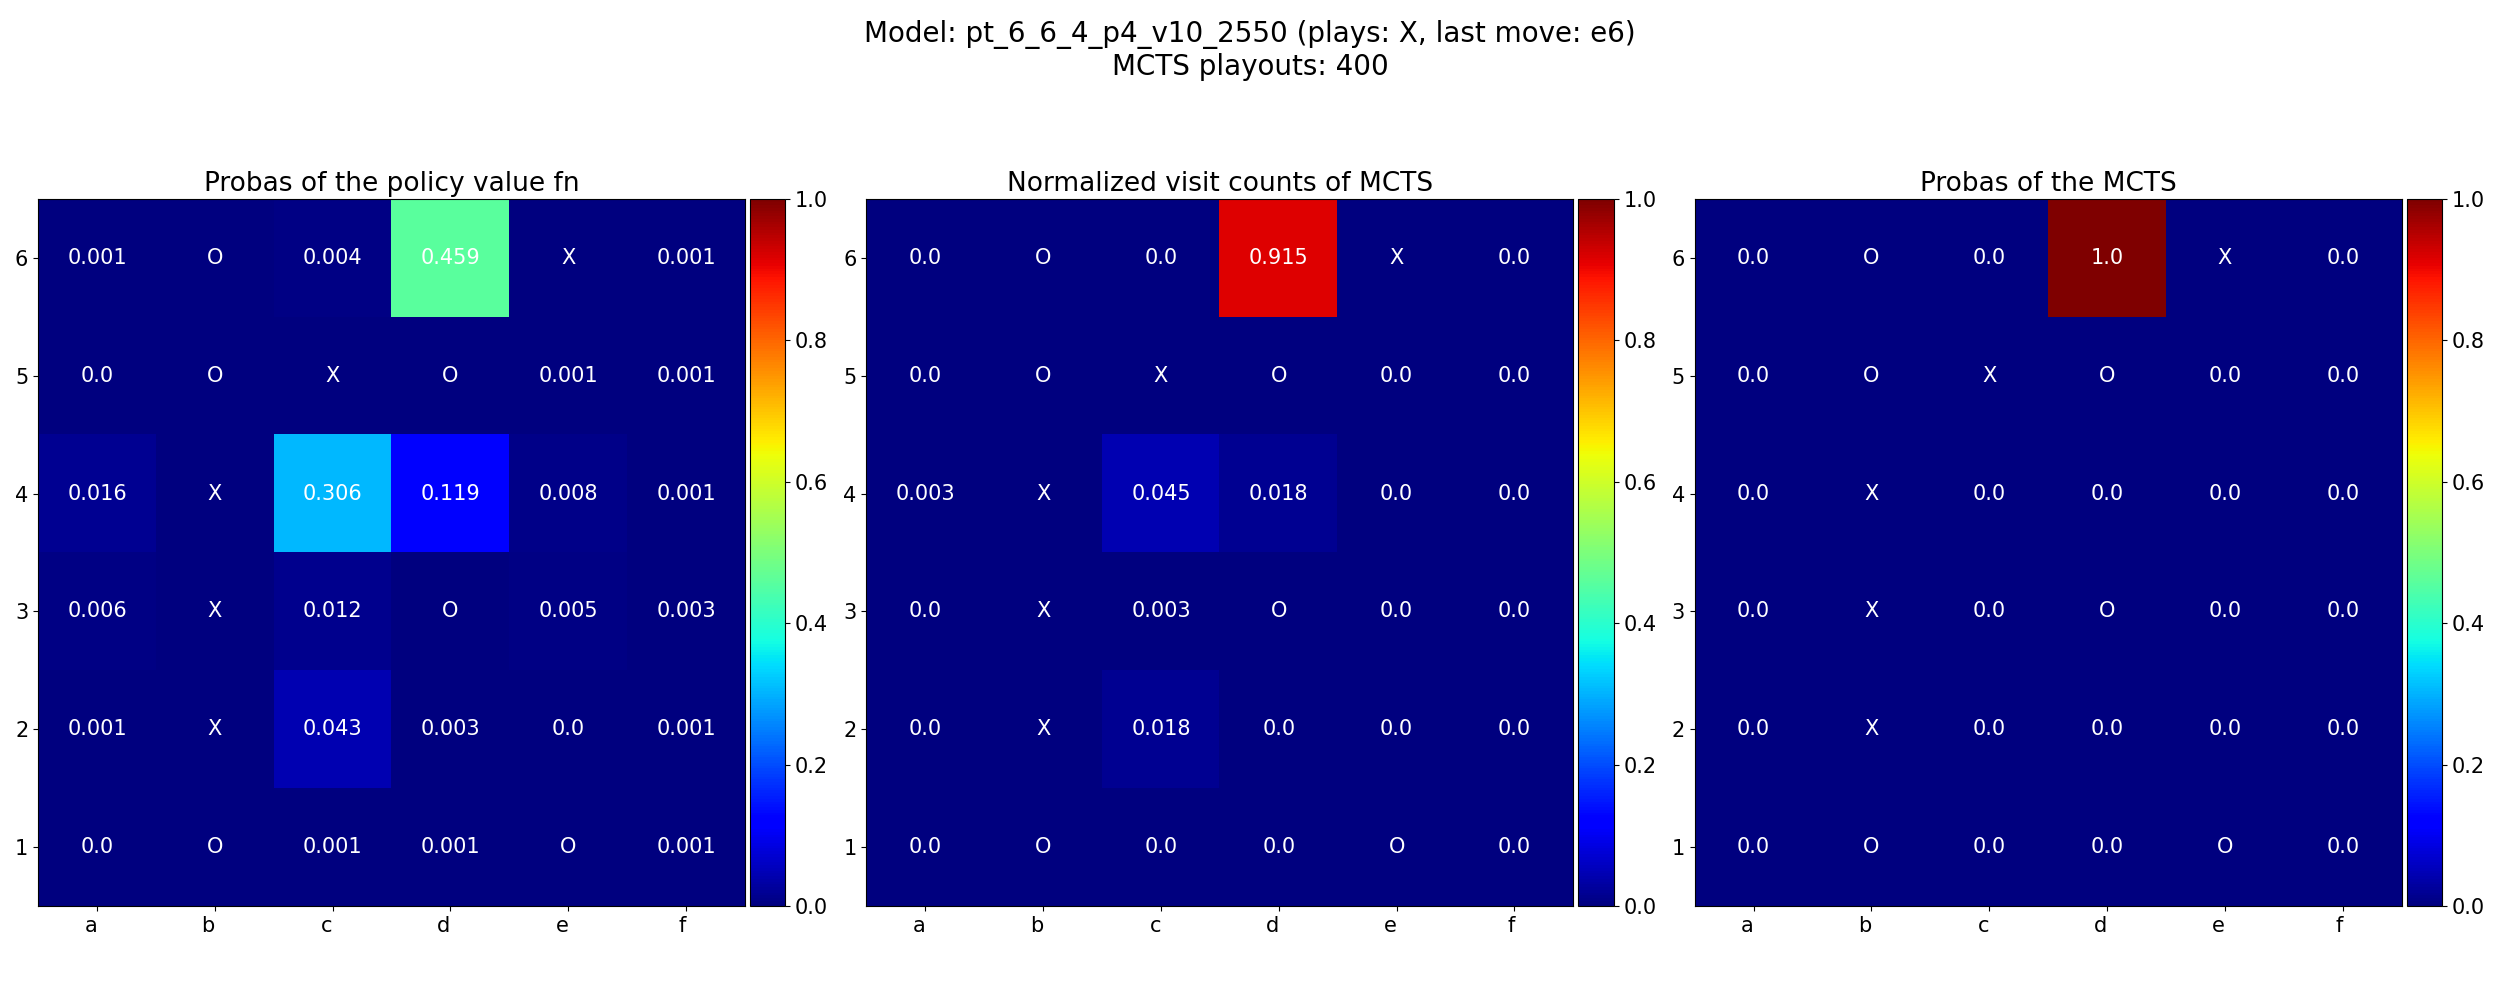 Model: pt_6_6_4_p4_v10_2550 (plays: X, last move: e6)
MCTS playouts: 400
Probas of the policy value fn
6 0.001 O 0.004 0.459 X 0.001
5 0.0 O X O 0.001 0.001
4 0.016 X 0.306 0.119 0.008 0.001
3 0.006 X 0.012 O 0.005 0.003
2 0.001 X 0.043 0.003 0.0 0.001
1 0.0 O 0.001 0.001 O 0.001
a b c d e f
1.0
0.8
0.6
0.4
0.2
0.0
Normalized visit counts of MCTS
6 0.0 O 0.0 0.915 X 0.0
5 0.0 O X O 0.0 0.0
4 0.003 X 0.045 0.018 0.0 0.0
3 0.0 X 0.003 O 0.0 0.0
2 0.0 X 0.018 0.0 0.0 0.0
1 0.0 O 0.0 0.0 O 0.0
a b c d e f
1.0
0.8
0.6
0.4
0.2
0.0
Probas of the MCTS
6 0.0 O 0.0 1.0 X 0.0
5 0.0 O X O 0.0 0.0
4 0.0 X 0.0 0.0 0.0 0.0
3 0.0 X 0.0 O 0.0 0.0
2 0.0 X 0.0 0.0 0.0 0.0
1 0.0 O 0.0 0.0 O 0.0
a b c d e f
1.0
0.8
0.6
0.4
0.2
0.0